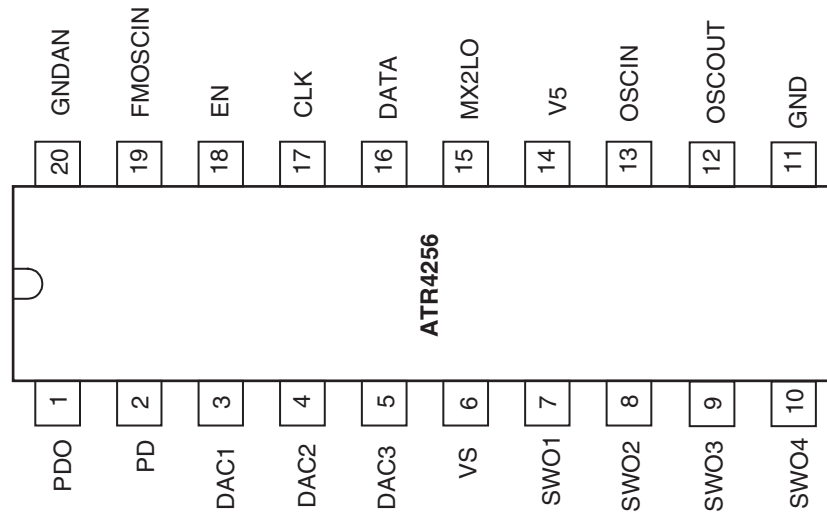 GNDAN
FMOSCIN
EN
CLK
DATA
MX2LO
V5
OSCIN
OSCOUT
GND
20
19
18
17
16
15
14
13
12
11
ATR4256
1
2
3
4
5
6
7
8
9
10
PDO
PD
DAC1
DAC2
DAC3
VS
SWO1
SWO2
SWO3
SWO4